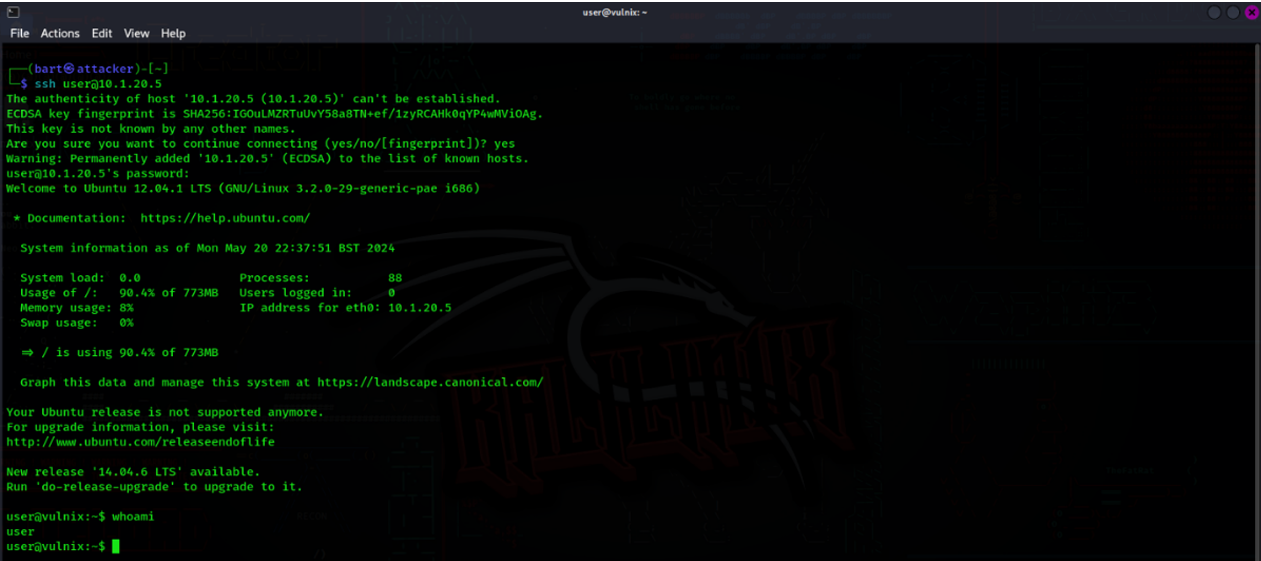 user@vulnix: ~
File Actions Edit View Help
┌──(bart㉿attacker)-[~]
└─$ ssh user@10.1.20.5
The authenticity of host '10.1.20.5 (10.1.20.5)' can't be established.
ECDSA key fingerprint is SHA256:IGOuLMZRTuUvY58a8TN+ef/1zyRCAHk0qYP4wMViOAg.
This key is not known by any other names.
Are you sure you want to continue connecting (yes/no/[fingerprint])? yes
Warning: Permanently added '10.1.20.5' (ECDSA) to the list of known hosts.
user@10.1.20.5's password:
Welcome to Ubuntu 12.04.1 LTS (GNU/Linux 3.2.0-29-generic-pae i686)
* Documentation: https://help.ubuntu.com/
System information as of Mon May 20 22:37:51 BST 2024
System load: 0.0 Processes: 88
Usage of /: 90.4% of 773MB Users logged in: 0
Memory usage: 8% IP address for eth0: 10.1.20.5
Swap usage: 0%
=> / is using 90.4% of 773MB
Graph this data and manage this system at https://landscape.canonical.com/
Your Ubuntu release is not supported anymore.
For upgrade information, please visit:
http://www.ubuntu.com/releaseendoflife
New release '14.04.6 LTS' available.
Run 'do-release-upgrade' to upgrade to it.
user@vulnix:~$ whoami
user
user@vulnix:~$
KALI LINUX